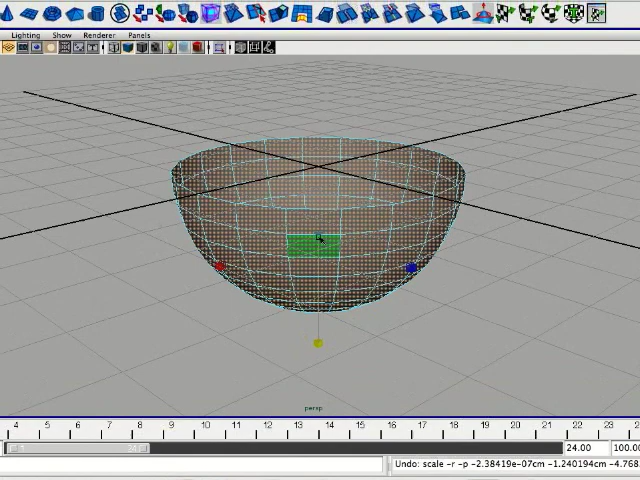 Lighting Show Renderer Panels
persp
4 5 6 7 8 9 10 11 12 13 14 15 16 17 18 19 20 21 22 23
24.00 100.00
Undo: scale -r -p -2.38419e-07cm -1.240194cm -4.768